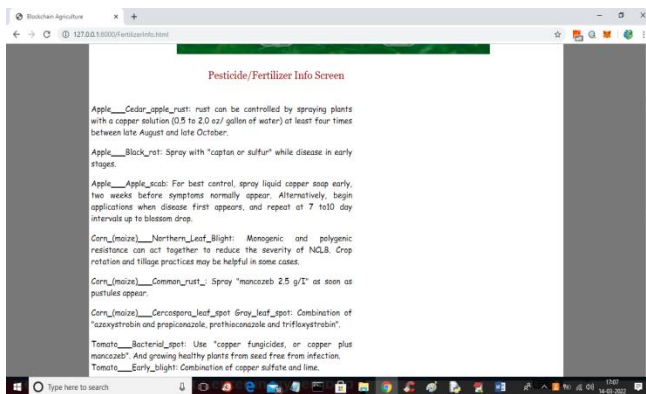 Blockchain Agriculture
127.0.0.1:8000/FertilizerInfo.html
Pesticide/Fertilizer Info Screen
Apple___Cedar_apple_rust: rust can be controlled by spraying plants
with a copper solution (0.5 to 2.0 oz/ gallon of water) at least four times
between late August and late October.
Apple___Black_rot: Spray with "captan or sulfur" while disease in early
stages.
Apple___Apple_scab: For best control, spray liquid copper soap early,
two weeks before symptoms normally appear. Alternatively, begin
applications when disease first appears, and repeat at 7 to10 day
intervals up to blossom drop.
Corn_(maize)___Northern_Leaf_Blight: Monogenic and polygenic
resistance can act together to reduce the severity of NCLB. Crop
rotation and tillage practices may be helpful in some cases.
Corn_(maize)___Common_rust_: Spray "mancozeb 2.5 g/I" as soon as
pustules appear.
Corn_(maize)___Cercospora_leaf_spot Gray_leaf_spot: Combination of
"azoxystrobin and propiconazole, prothioconazole and trifloxystrobin".
Tomato___Bacterial_spot: Use "copper fungicides, or copper plus
mancozeb". And growing healthy plants from seed free from infection.
Tomato___Early_blight: Combination of copper sulfate and lime.
Type here to search
17:07
14-03-2022